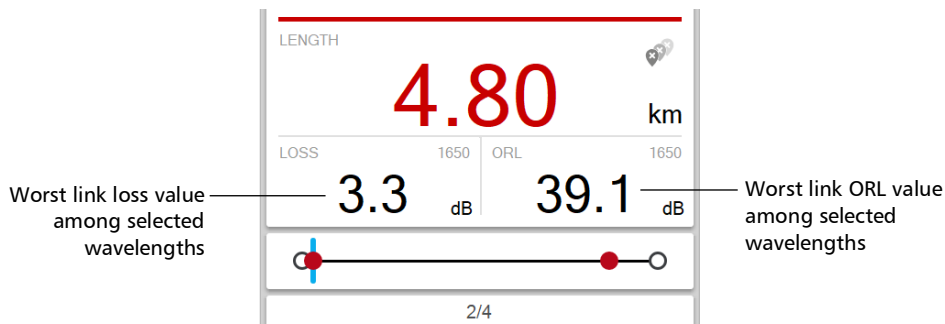 LENGTH
4.80
km
LOSS 1650 ORL 1650
3.3 dB 39.1 dB
Worst link loss value
among selected
wavelengths
Worst link ORL value
among selected
wavelengths
2/4